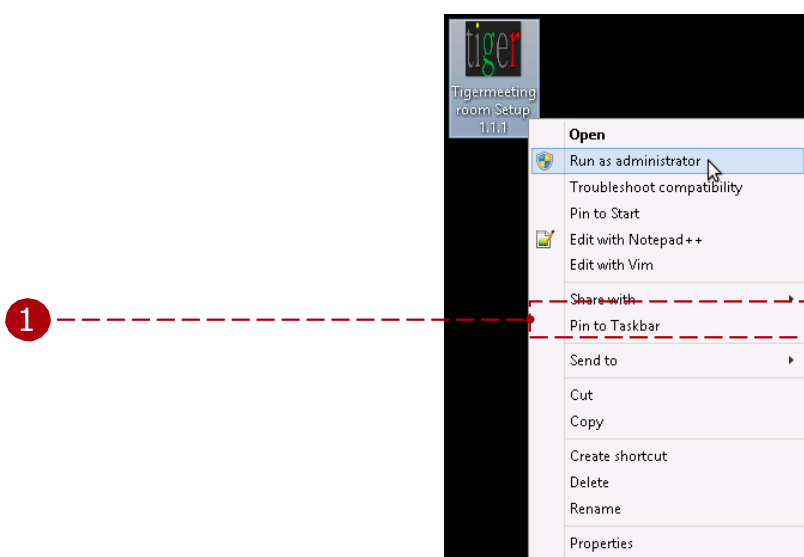 tiger
Tigermeeting
room Setup
1.1.1
Open
Run as administrator
Troubleshoot compatibility
Pin to Start
Edit with Notepad++
Edit with Vim
Share with
1
Pin to Taskbar
Send to
Cut
Copy
Create shortcut
Delete
Rename
Properties